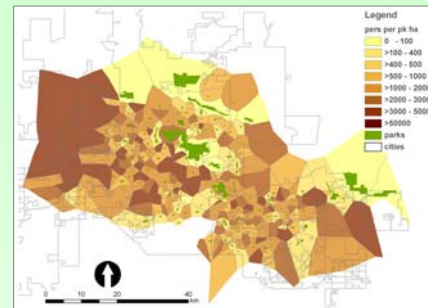 Legend
pers per pk ha
0 - 100
>100 - 400
>400 - 500
>500 - 1000
>1000 - 2000
>2000 - 3000
>3000 - 5000
>50000
parks
cities
0
10
20
40
km